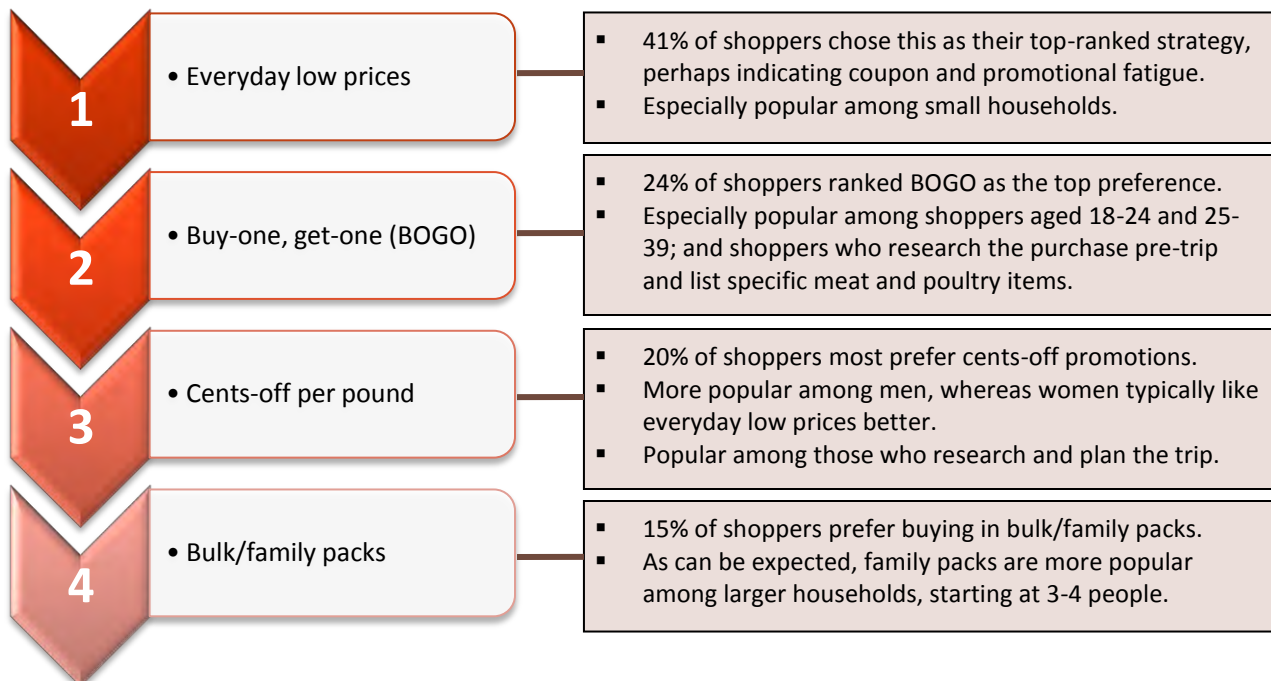 1
• Everyday low prices
▪ 41% of shoppers chose this as their top-ranked strategy,
perhaps indicating coupon and promotional fatigue.
▪ Especially popular among small households.
2
• Buy-one, get-one (BOGO)
▪ 24% of shoppers ranked BOGO as the top preference.
▪ Especially popular among shoppers aged 18-24 and 25-
39; and shoppers who research the purchase pre-trip
and list specific meat and poultry items.
3
• Cents-off per pound
▪ 20% of shoppers most prefer cents-off promotions.
▪ More popular among men, whereas women typically like
everyday low prices better.
▪ Popular among those who research and plan the trip.
4
• Bulk/family packs
▪ 15% of shoppers prefer buying in bulk/family packs.
▪ As can be expected, family packs are more popular
among larger households, starting at 3-4 people.